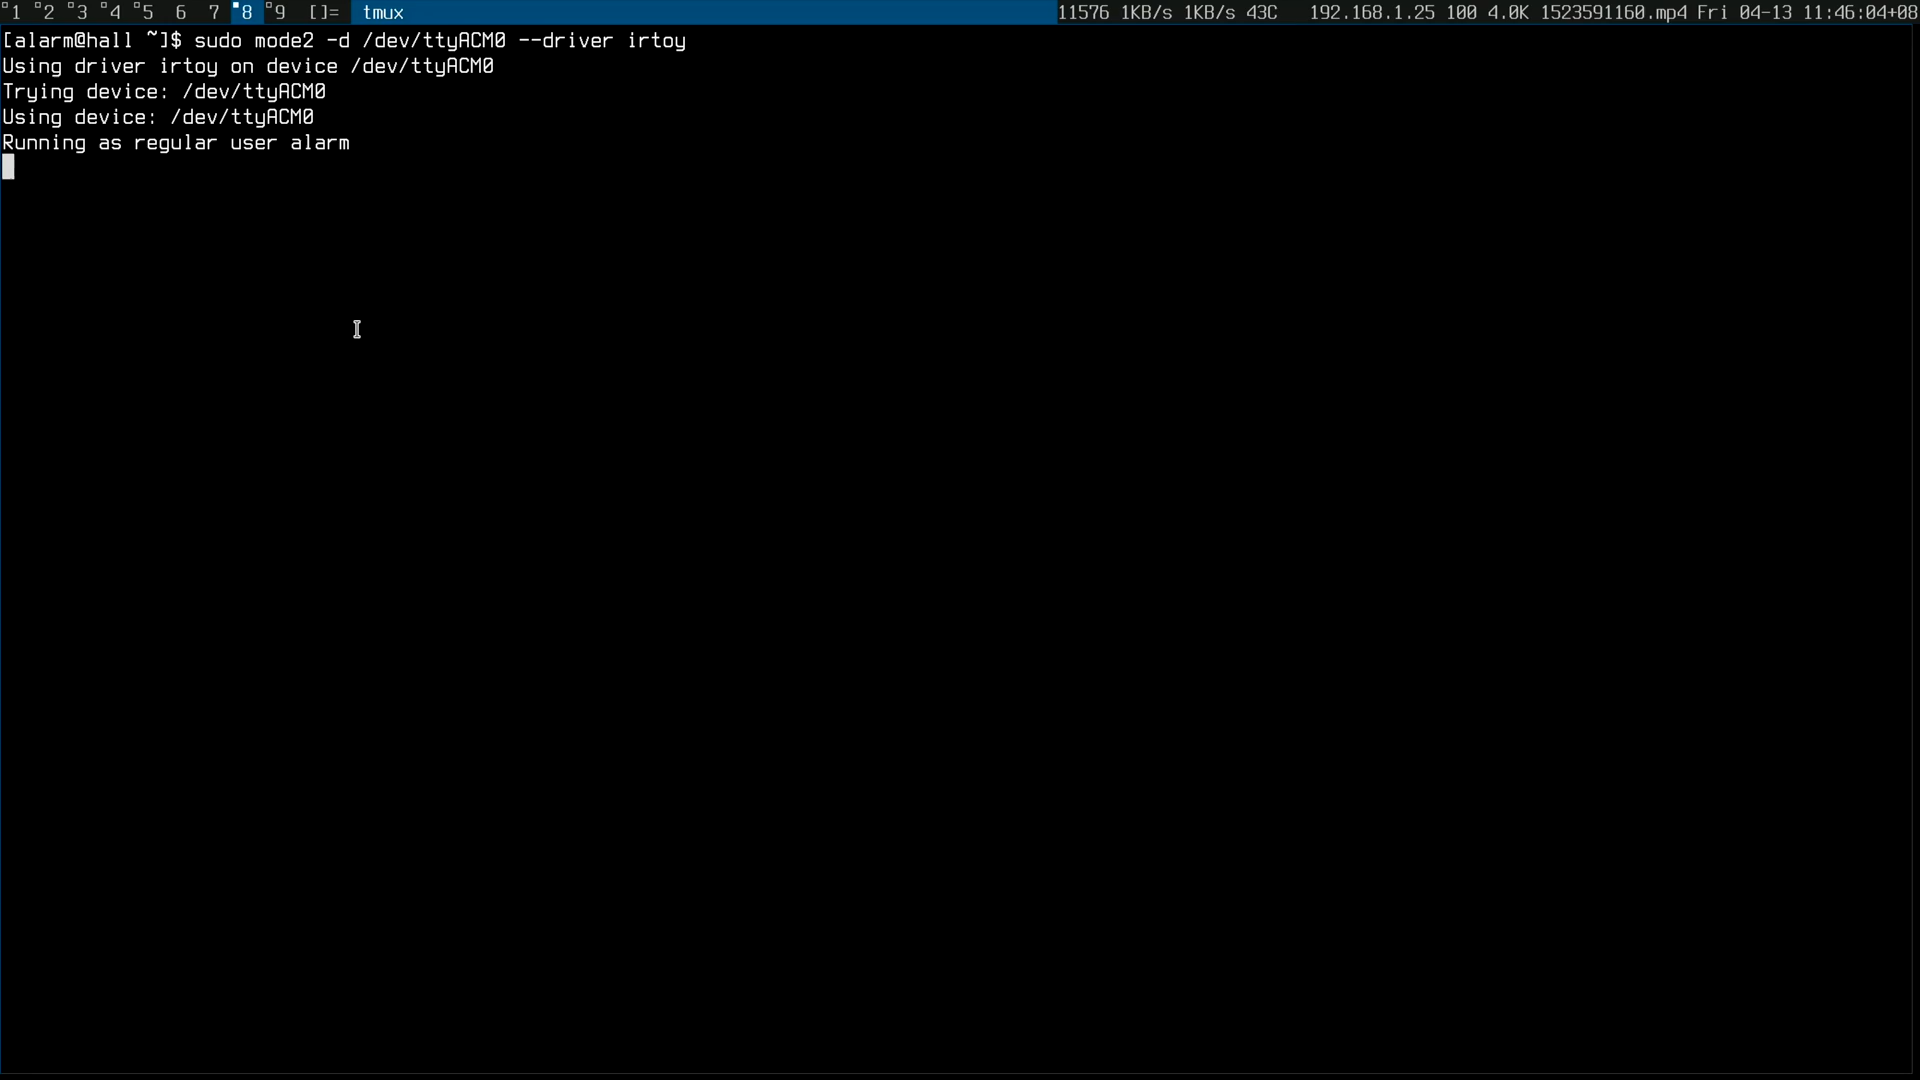 1 2 3 4 5 6 7 8 9 []= tmux 11576 1KB/s 1KB/s 43C 192.168.1.25 100 4.0K 1523591160.mp4 Fri 04-13 11:46:04+08
[alarm@hall ~]$ sudo mode2 -d /dev/ttyACM0 --driver irtoy
Using driver irtoy on device /dev/ttyACM0
Trying device: /dev/ttyACM0
Using device: /dev/ttyACM0
Running as regular user alarm